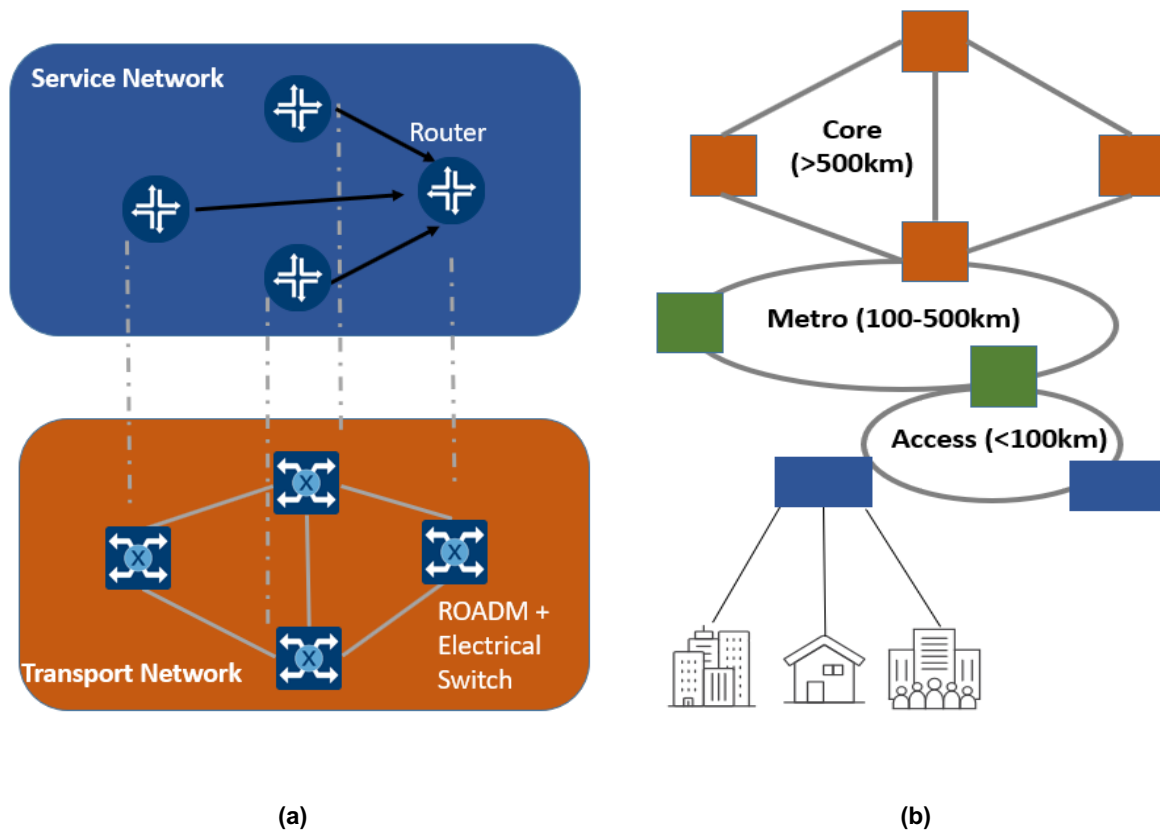 Service Network
Router
X
X
X
X
ROADM +
Electrical
Switch
Transport Network
(a)
Core
(>500km)
Metro (100-500km)
Access (<100km)
(b)